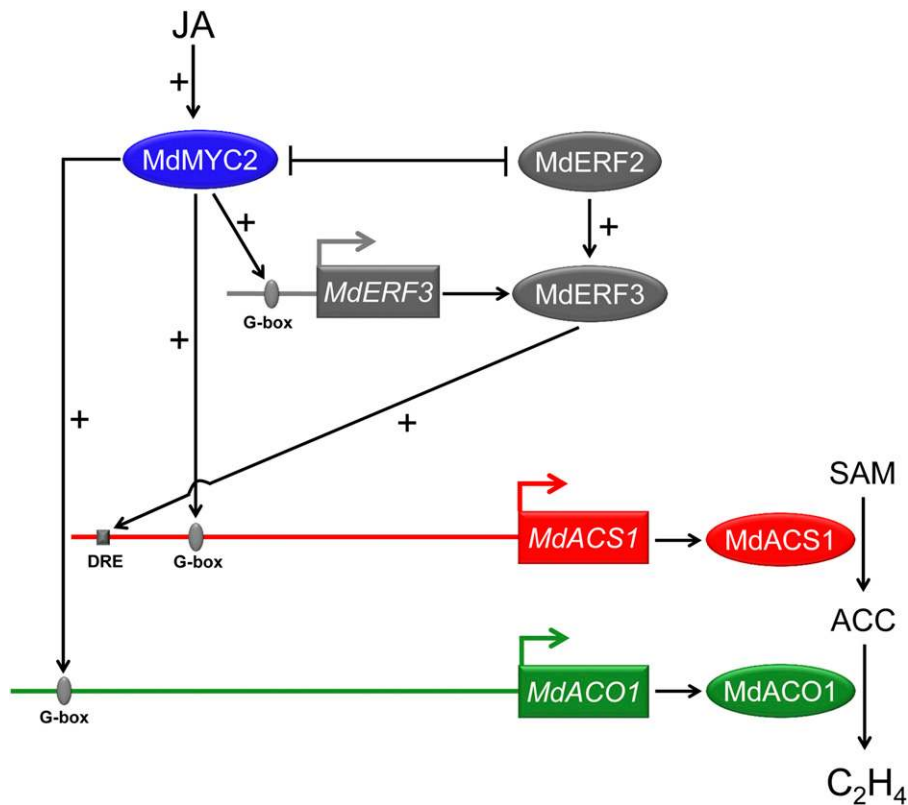 JA
+
MdMYC2
MdERF2
+
+
MdERF3
MdERF3
G-box
+
+
+
SAM
MdACS1
MdACS1
DRE
G-box
ACC
MdACO1
MdACO1
G-box
C₂H₄